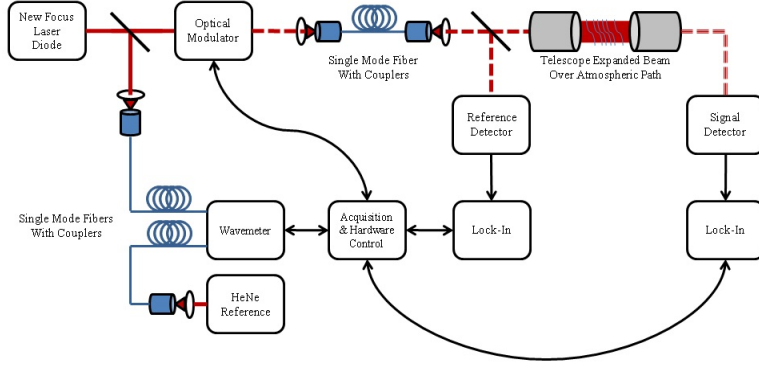 New Focus
Laser
Diode
Optical
Modulator
Single Mode Fiber
With Couplers
Telescope Expanded Beam
Over Atmospheric Path
Reference
Detector
Signal
Detector
Single Mode Fibers
With Couplers
Wavemeter
Acquisition
& Hardware
Control
Lock-In
Lock-In
HeNe
Reference